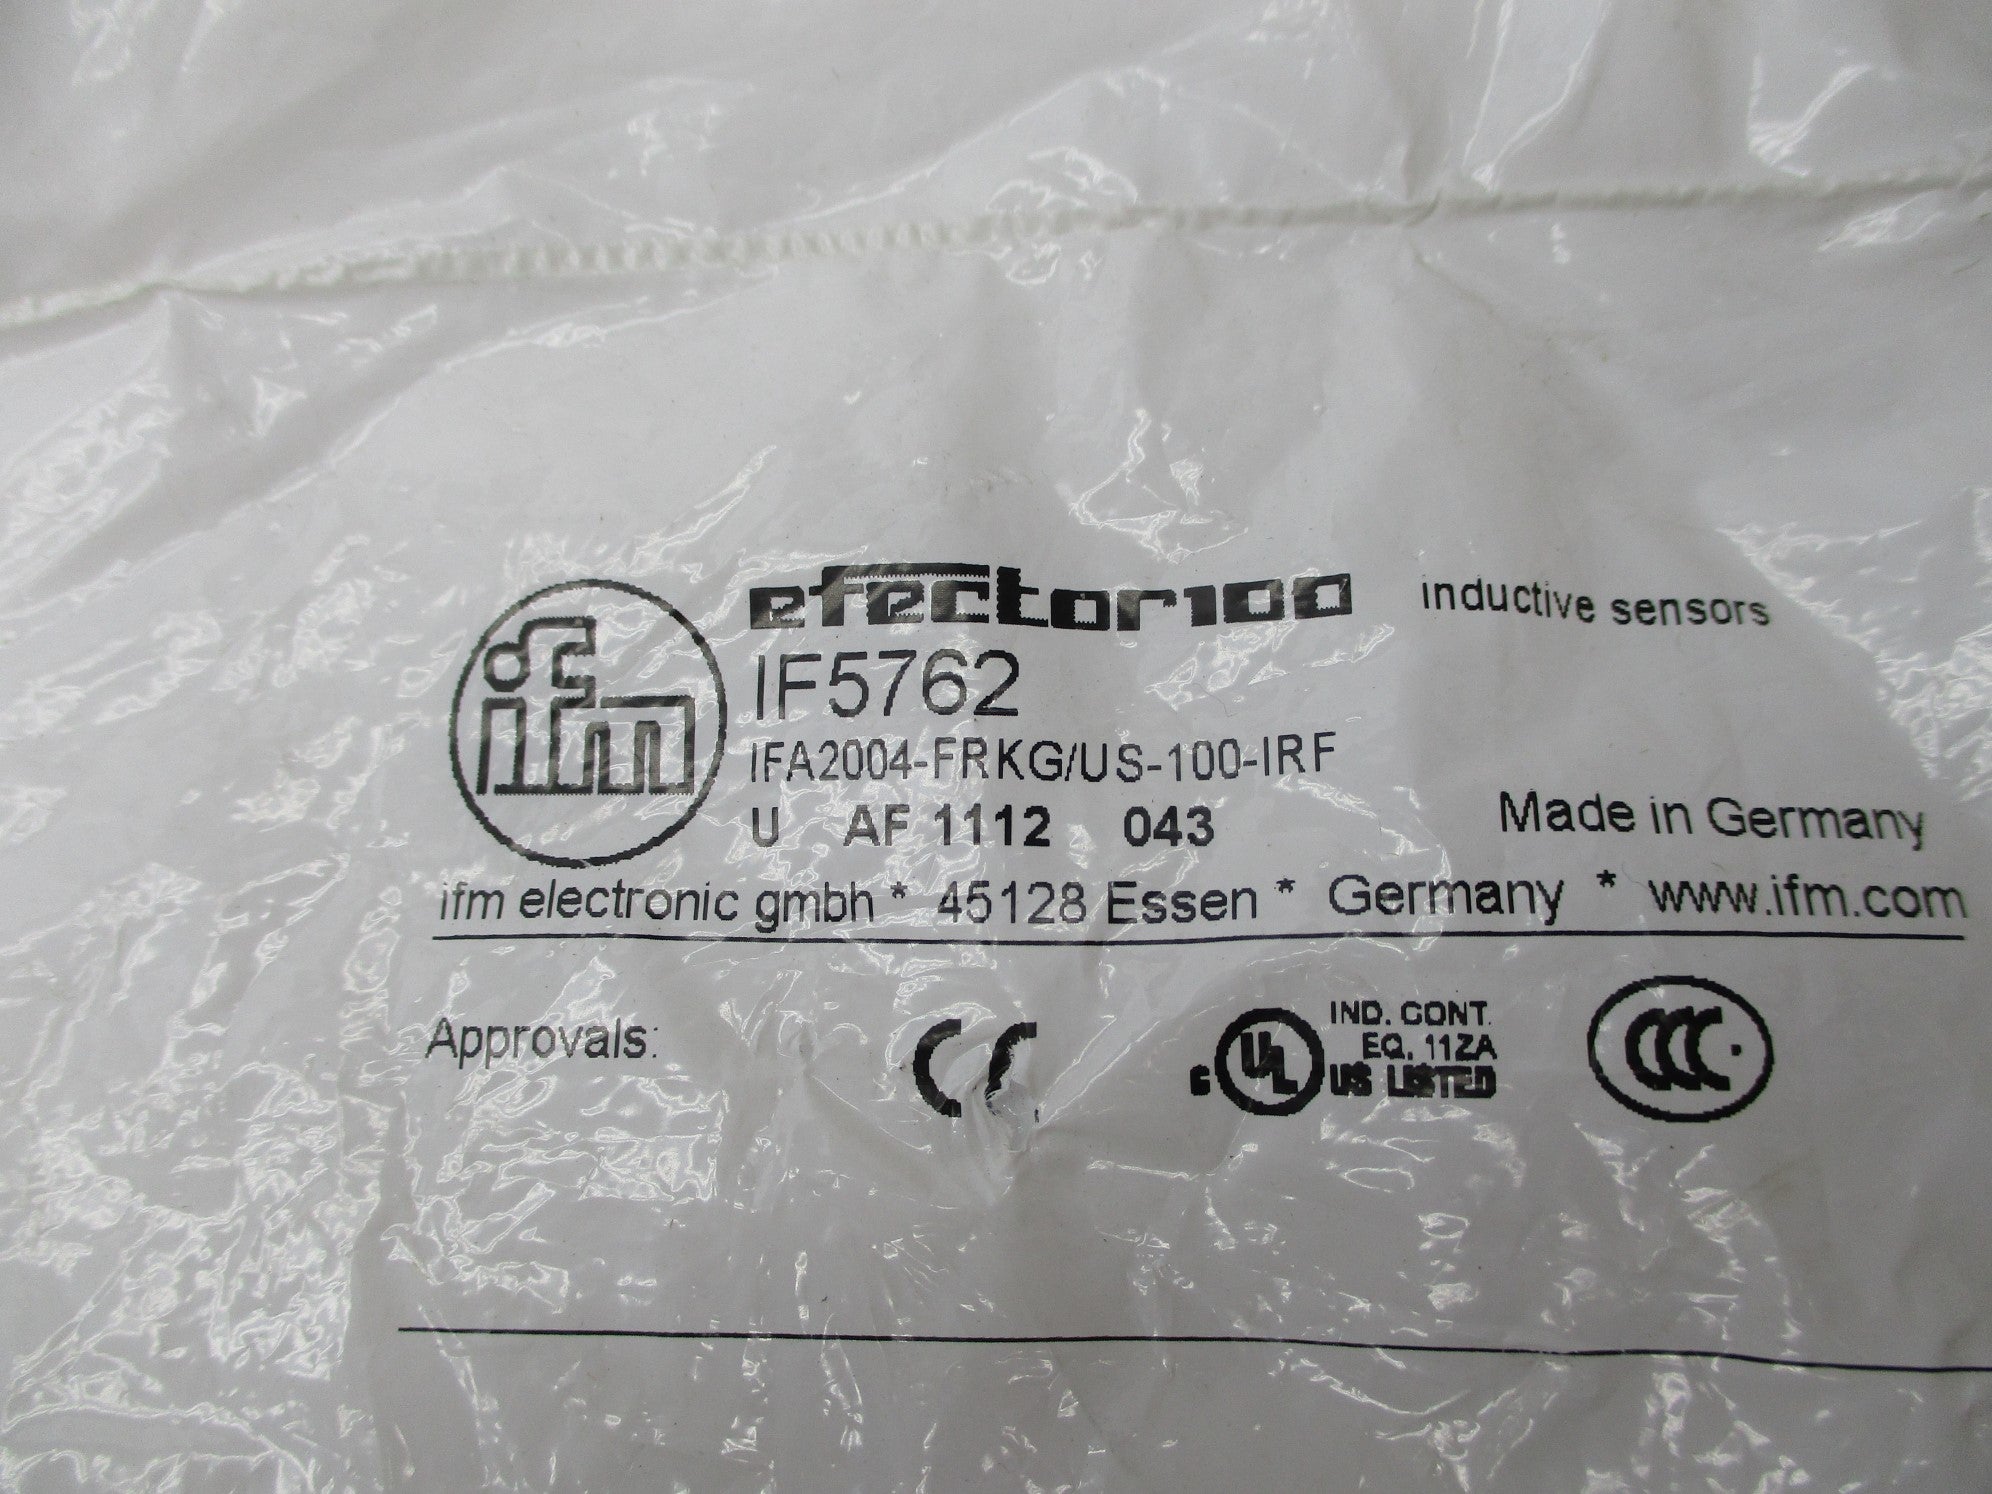 ifm
efector100 inductive sensors
IF5762
IFA2004-FRKG/US-100-IRF
U AF 1112 043 Made in Germany
ifm electronic gmbh * 45128 Essen * Germany * www.ifm.com
Approvals:
CE
c UL US LISTED
IND. CONT.
EQ. 11ZA
CCC